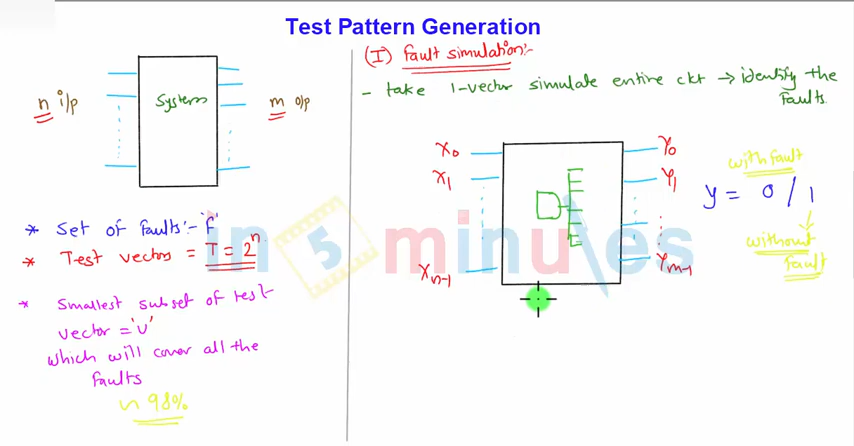 Test Pattern Generation
n i/p
System
m o/p
* Set of faults:- 'F'
* Test vectors = T = 2^n
* Smallest subset of test
vector = 'v'
which will cover all the
faults
~ 98%
(I) Fault simulation:-
- take 1-vector simulate entire ckt → identify the
faults.
X0
X1
Xn-1
Y0
Y1
Ym-1
with fault
y = 0 / 1
without
fault
in 5 minutes